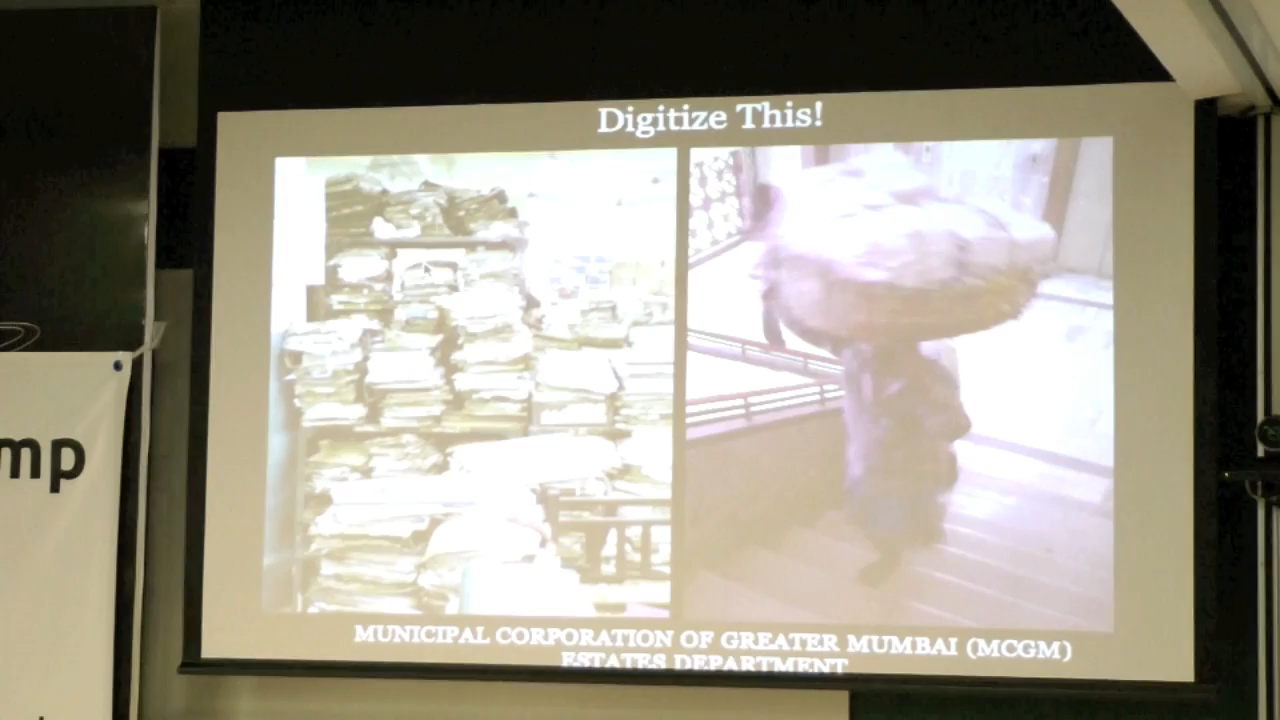 Digitize This!
MUNICIPAL CORPORATION OF GREATER MUMBAI (MCGM)
ESTATES DEPARTMENT
mp